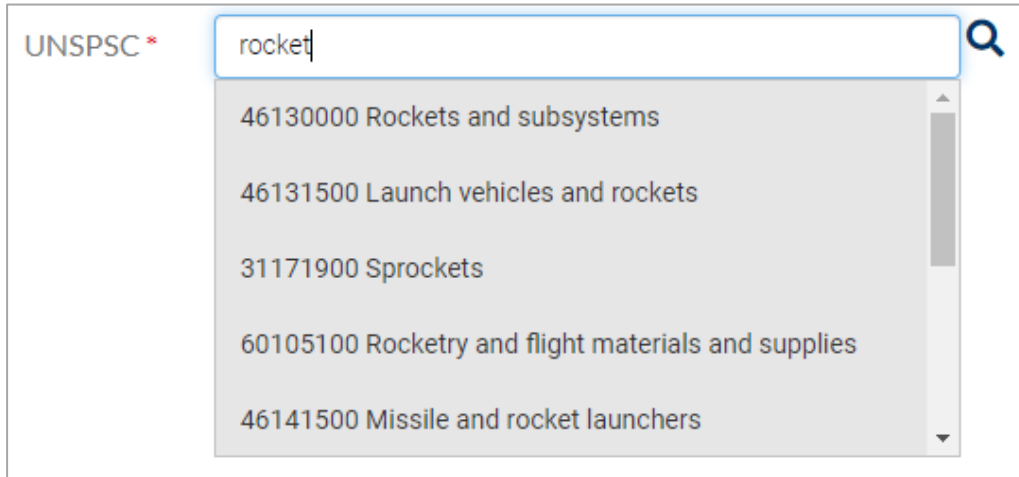 UNSPSC * rocket
46130000 Rockets and subsystems
46131500 Launch vehicles and rockets
31171900 Sprockets
60105100 Rocketry and flight materials and supplies
46141500 Missile and rocket launchers